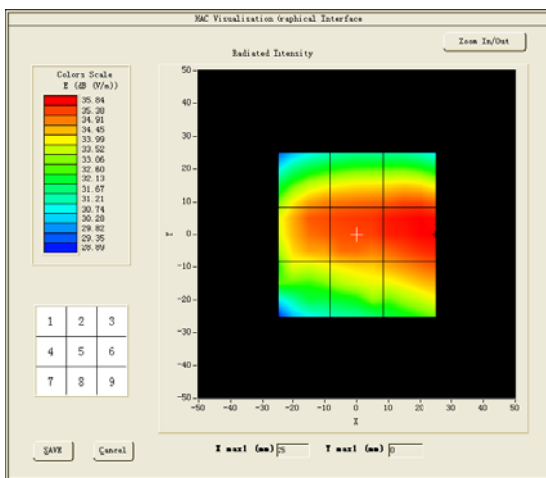 HAC Visualization Graphical Interface
Zoom In/Out
Radiated Intensity
Colors Scale
E (dB (V/m))
35.84
35.38
34.91
34.45
33.99
33.52
33.06
32.60
32.13
31.67
31.21
30.74
30.28
29.82
29.35
28.89
50
40
30
20
10
0
-10
-20
-30
-40
-50
Y
-50 -40 -30 -20 -10 0 10 20 30 40 50
X
1 2 3
4 5 6
7 8 9
SAVE
Cancel
X max1 (mm) 25
Y max1 (mm) 0